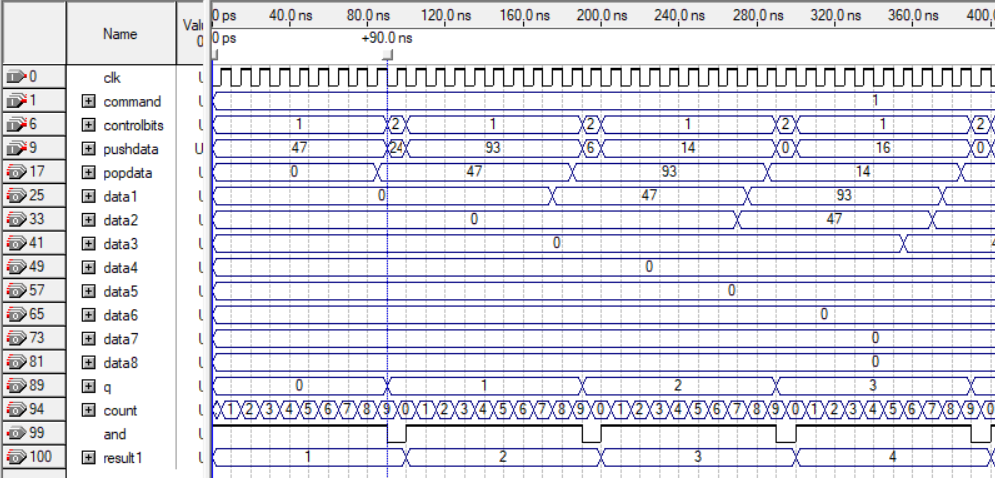 Name Valu 0 ps 40.0 ns 80.0 ns 120.0 ns 160.0 ns 200.0 ns 240.0 ns 280.0 ns 320.0 ns 360.0 ns 400.0
0 0 ps +90.0 ns
0 clk U
1 command U 1
6 controlbits U 1 2 1 2 1 2 1 2
9 pushdata U 47 24 93 6 14 0 16 0
17 popdata U 0 47 93 14
25 data1 U 0 47 93
33 data2 U 0 47
41 data3 U 0 4
49 data4 U 0
57 data5 U 0
65 data6 U 0
73 data7 U 0
81 data8 U 0
89 q U 0 1 2 3
94 count U 1 2 3 4 5 6 7 8 9 0 1 2 3 4 5 6 7 8 9 0 1 2 3 4 5 6 7 8 9 0 1 2 3 4 5 6 7 8 9 0
99 and U
100 result1 U 1 2 3 4